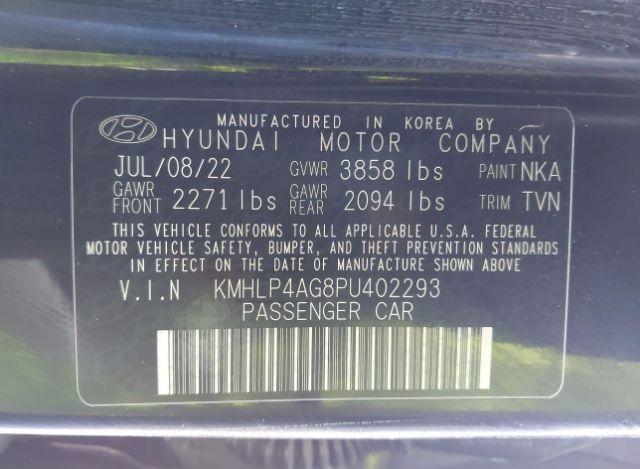 MANUFACTURED IN KOREA BY
HYUNDAI MOTOR COMPANY
JUL/08/22 GVWR 3858 lbs PAINT NKA
GAWR FRONT 2271 lbs GAWR REAR 2094 lbs TRIM TVN
THIS VEHICLE CONFORMS TO ALL APPLICABLE U.S.A. FEDERAL
MOTOR VEHICLE SAFETY, BUMPER, AND THEFT PREVENTION STANDARDS
IN EFFECT ON THE DATE OF MANUFACTURE SHOWN ABOVE
V.I.N KMHLP4AG8PU402293
PASSENGER CAR